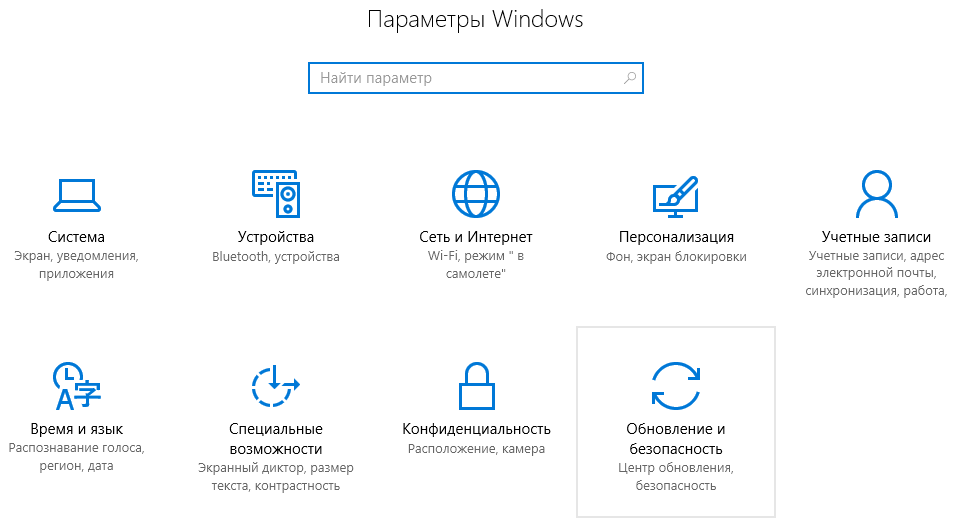 Параметры Windows
Найти параметр
Система
Экран, уведомления,
приложения
Устройства
Bluetooth, устройства
Сеть и Интернет
Wi-Fi, режим " в
самолете"
Персонализация
Фон, экран блокировки
Учетные записи
Учетные записи, адрес
электронной почты,
синхронизация, работа,
Время и язык
Распознавание голоса,
регион, дата
Специальные
возможности
Экранный диктор, размер
текста, контрастность
Конфиденциальность
Расположение, камера
Обновление и
безопасность
Центр обновления,
безопасность